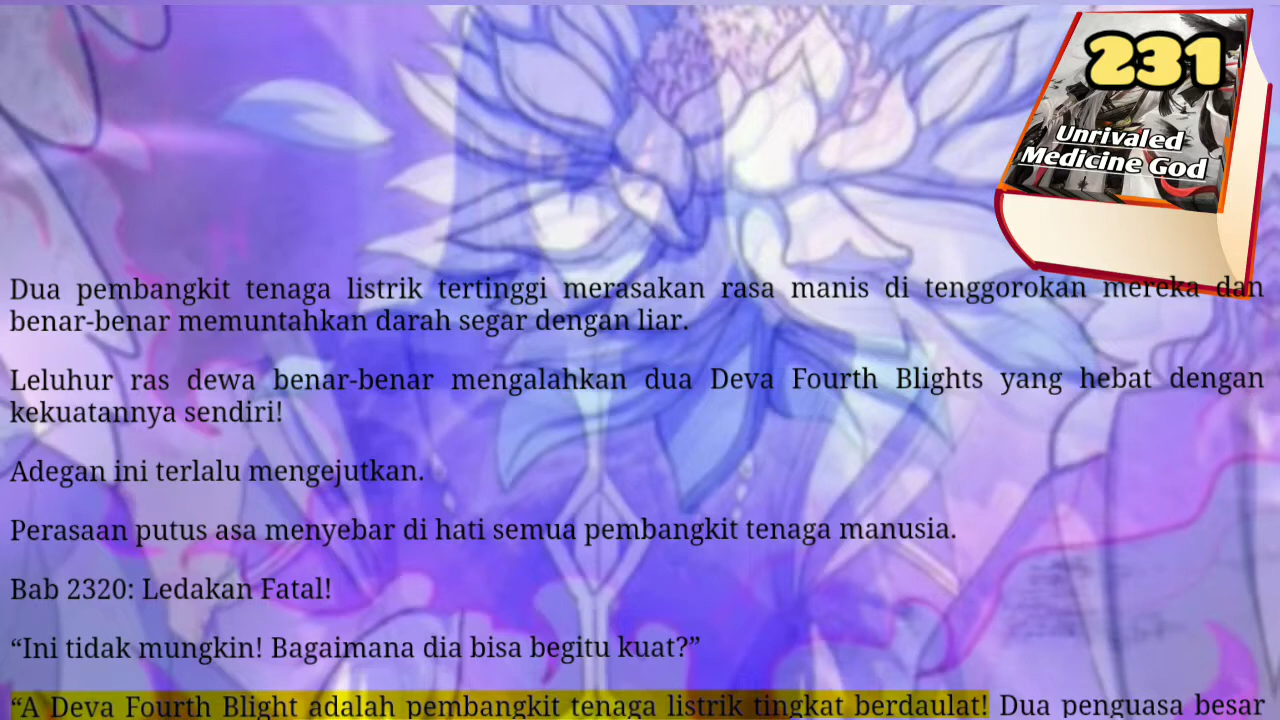 231
Unrivaled
Medicine God
Dua pembangkit tenaga listrik tertinggi merasakan rasa manis di tenggorokan mereka dan
benar-benar memuntahkan darah segar dengan liar.
Leluhur ras dewa benar-benar mengalahkan dua Deva Fourth Blights yang hebat dengan
kekuatannya sendiri!
Adegan ini terlalu mengejutkan.
Perasaan putus asa menyebar di hati semua pembangkit tenaga manusia.
Bab 2320: Ledakan Fatal!
“Ini tidak mungkin! Bagaimana dia bisa begitu kuat?”
“A Deva Fourth Blight adalah pembangkit tenaga listrik tingkat berdaulat! Dua penguasa besar